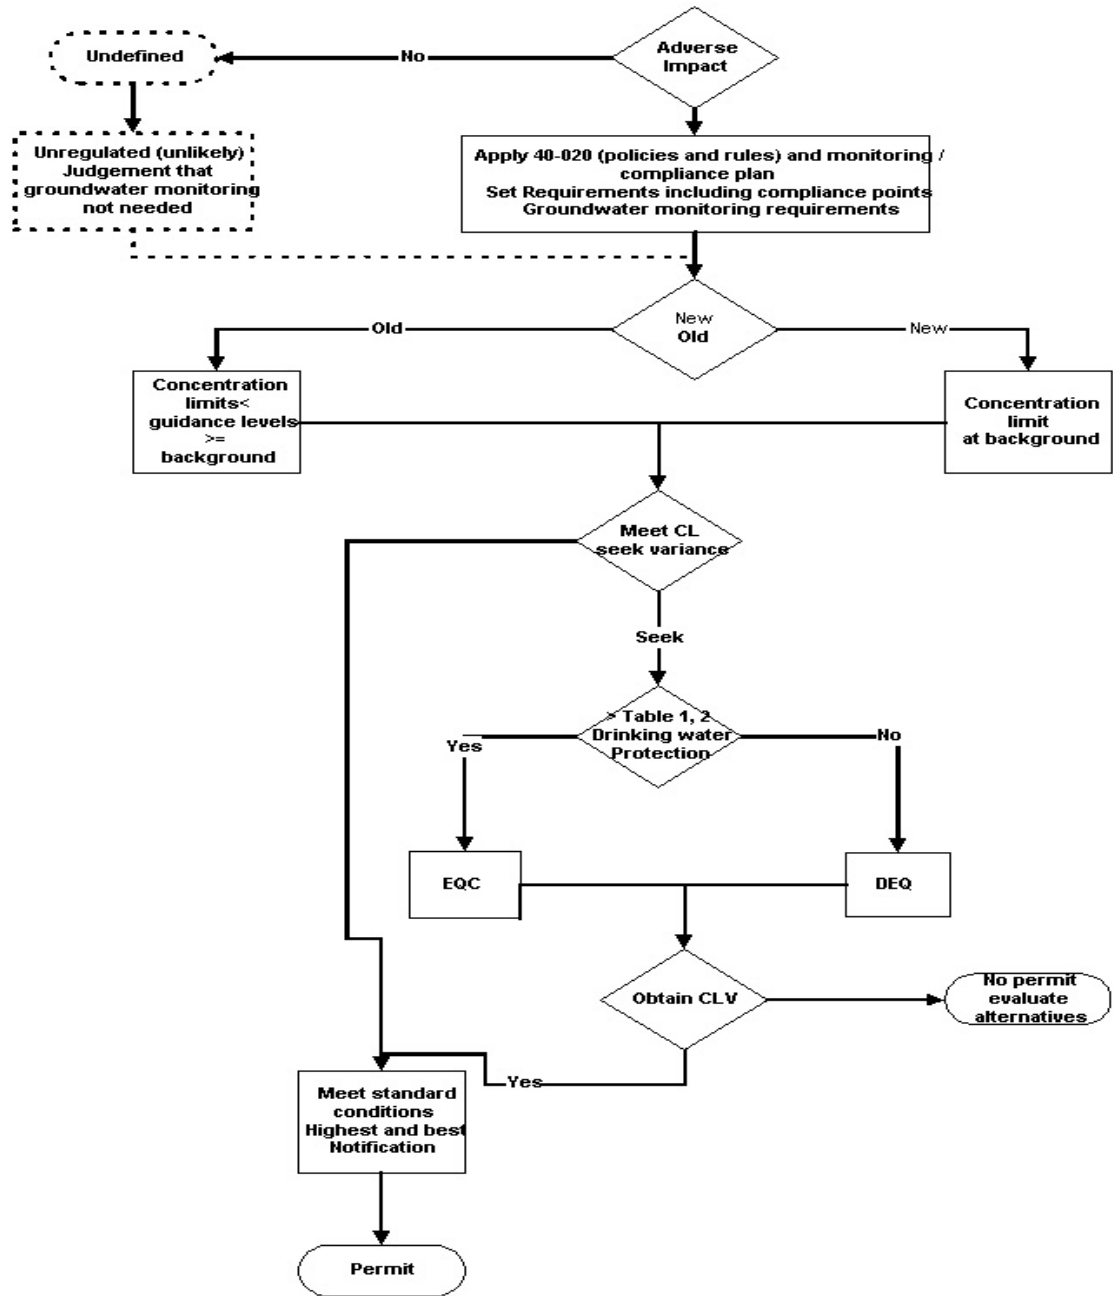 Adverse
Impact
No
Undefined
Unregulated (unlikely)
Judgement that
groundwater monitoring
not needed
Apply 40-020 (policies and rules) and monitoring /
compliance plan
Set Requirements including compliance points
Groundwater monitoring requirements
New
Old
Old
New
Concentration
limits<
guidance levels
>=
background
Concentration
limit
at background
Meet CL
seek variance
Seek
> Table 1, 2
Drinking water
Protection
Yes
No
EQC
DEQ
Obtain CLV
No permit
evaluate
alternatives
Yes
Meet standard
conditions
Highest and best
Notification
Permit